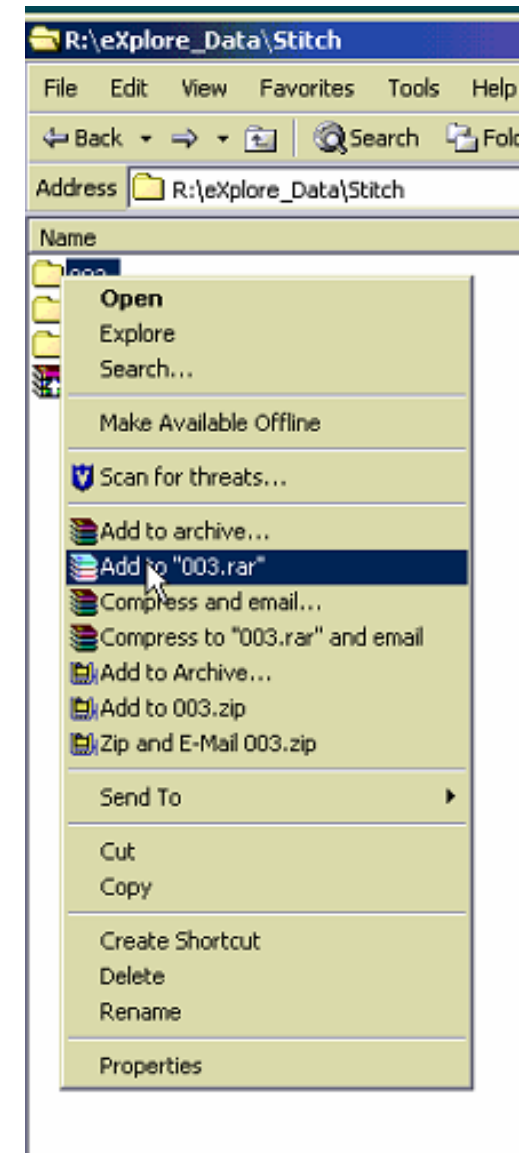 R:\eXplore_Data\Stitch
File Edit View Favorites Tools Help
Back Search Fold
Address R:\eXplore_Data\Stitch
Name
003
Open
Explore
Search...
Make Available Offline
Scan for threats...
Add to archive...
Add to "003.rar"
Compress and email...
Compress to "003.rar" and email
Add to Archive...
Add to 003.zip
Zip and E-Mail 003.zip
Send To
Cut
Copy
Create Shortcut
Delete
Rename
Properties